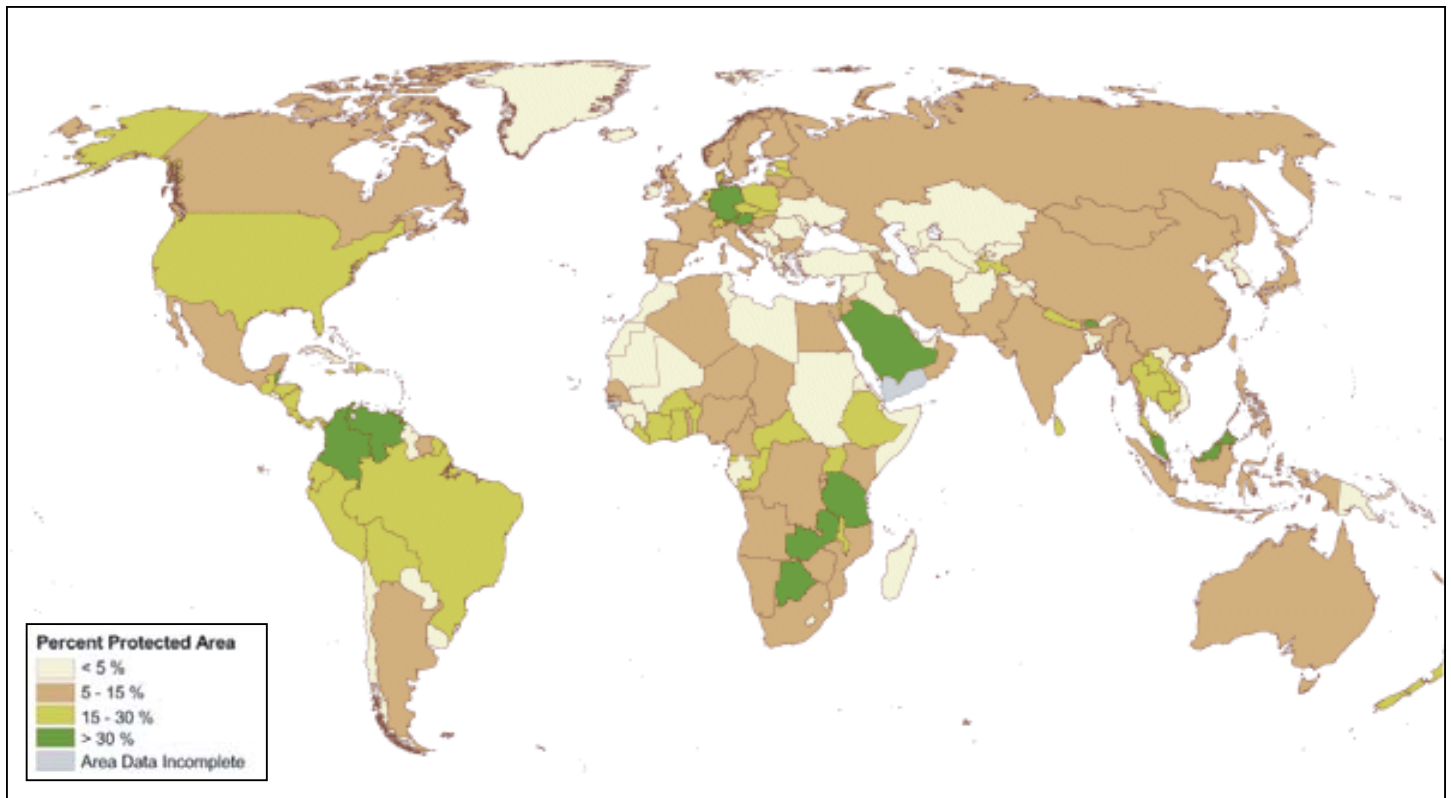 Percent Protected Area
< 5 %
5 - 15 %
15 - 30 %
> 30 %
Area Data Incomplete